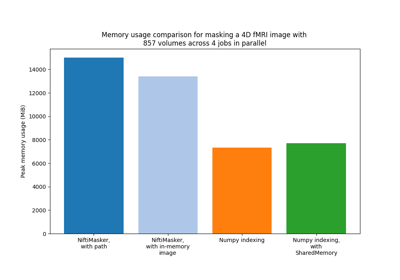 Memory usage comparison for masking a 4D fMRI image with
857 volumes across 4 jobs in parallel
Peak memory usage (MiB)
14000
12000
10000
8000
6000
4000
2000
0
NiftiMasker,
with path
NiftiMasker,
with in-memory
image
Numpy indexing
Numpy indexing,
with
SharedMemory